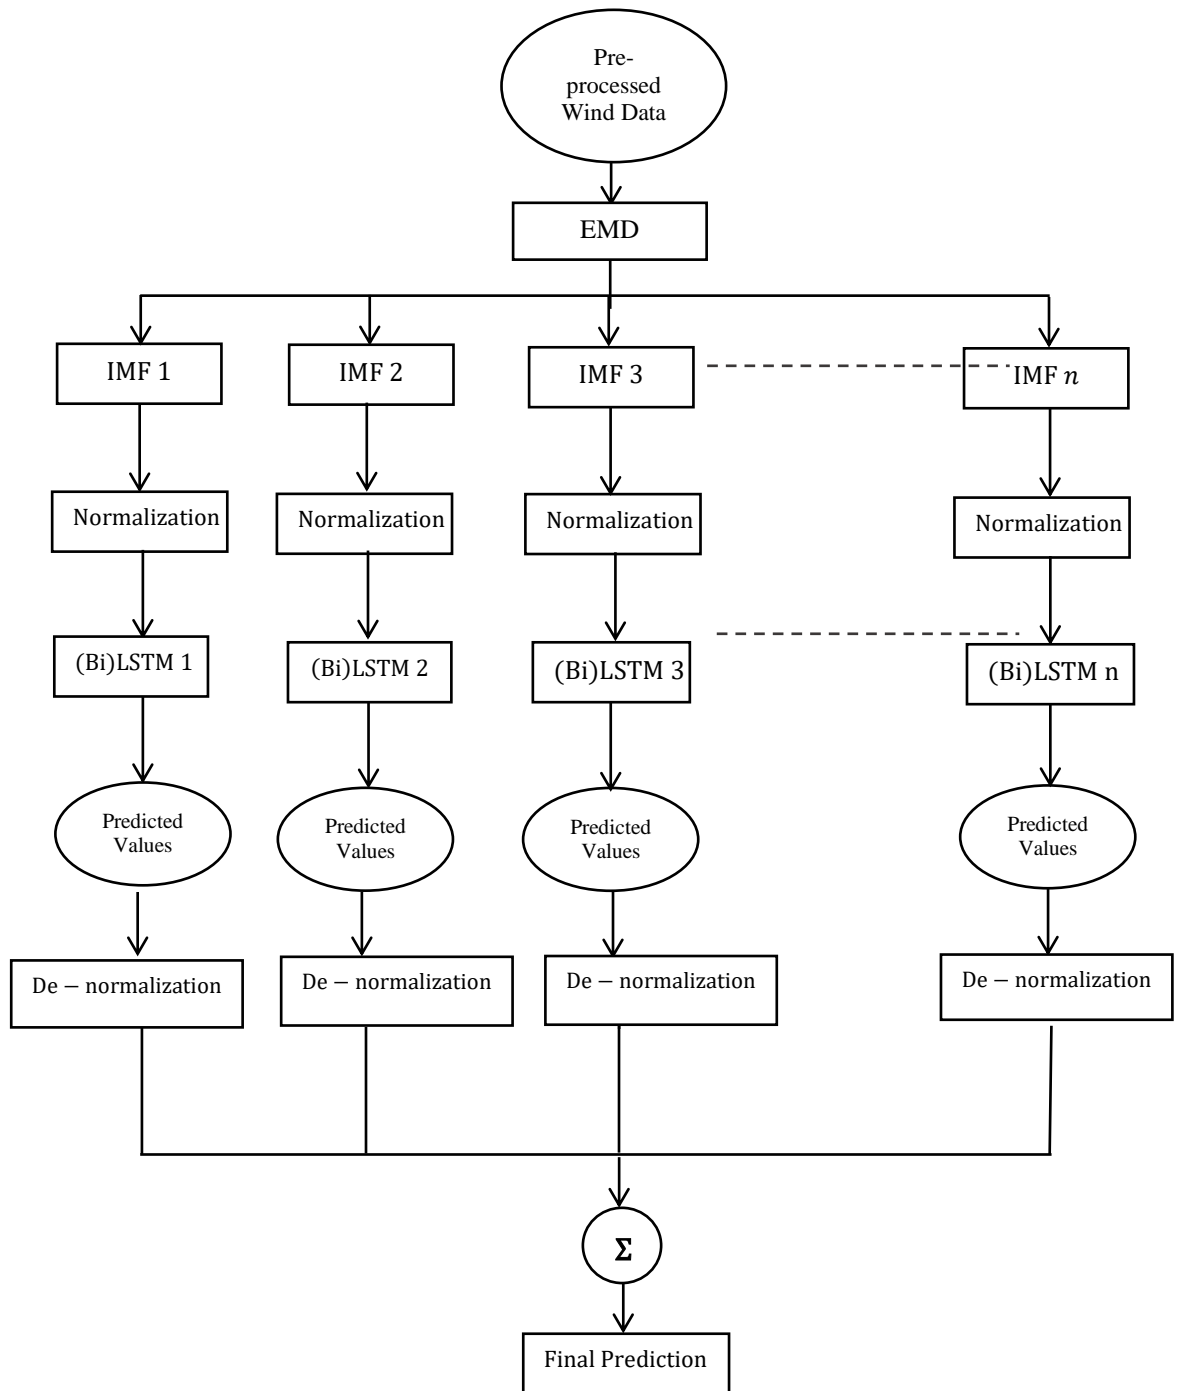 Pre-
processed
Wind Data
EMD
IMF 1
IMF 2
IMF 3
IMF n
Normalization
Normalization
Normalization
Normalization
(Bi)LSTM 1
(Bi)LSTM 2
(Bi)LSTM 3
(Bi)LSTM n
Predicted
Values
Predicted
Values
Predicted
Values
Predicted
Values
De − normalization
De − normalization
De − normalization
De − normalization
Σ
Final Prediction